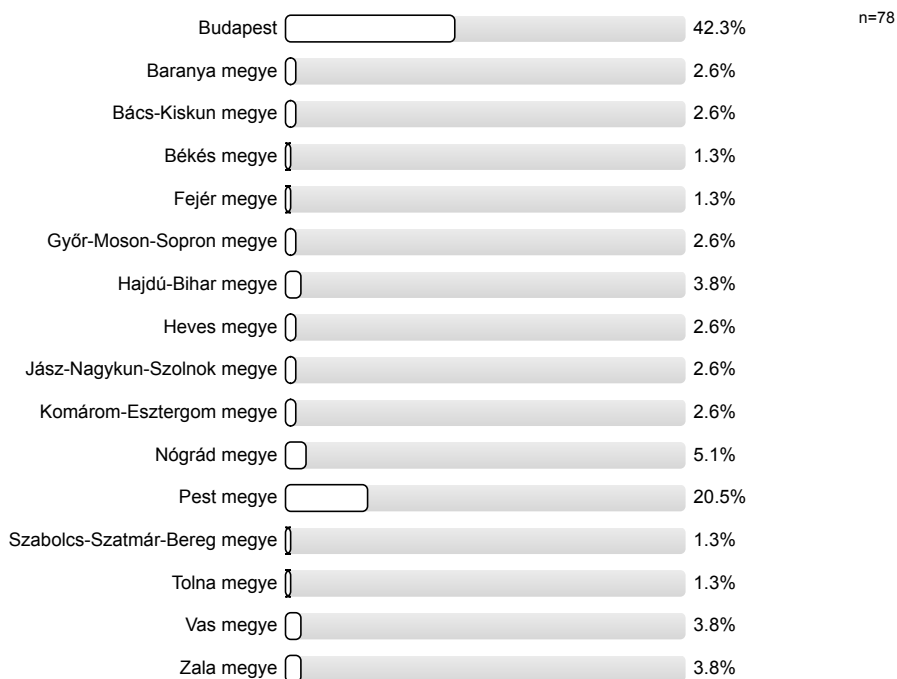 Budapest 42.3% n=78
Baranya megye 2.6%
Bács-Kiskun megye 2.6%
Békés megye 1.3%
Fejér megye 1.3%
Győr-Moson-Sopron megye 2.6%
Hajdú-Bihar megye 3.8%
Heves megye 2.6%
Jász-Nagykun-Szolnok megye 2.6%
Komárom-Esztergom megye 2.6%
Nógrád megye 5.1%
Pest megye 20.5%
Szabolcs-Szatmár-Bereg megye 1.3%
Tolna megye 1.3%
Vas megye 3.8%
Zala megye 3.8%